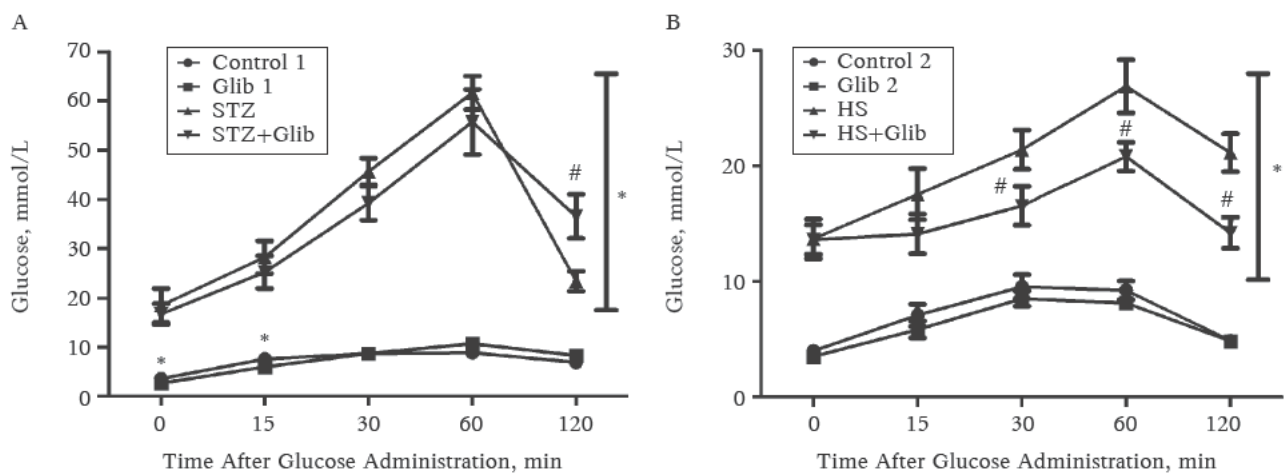 A
Control 1
Glib 1
STZ
STZ+Glib
Glucose, mmol/L
70
60
50
40
30
20
10
0
*
*
#
*
0 15 30 60 120
Time After Glucose Administration, min
B
Control 2
Glib 2
HS
HS+Glib
Glucose, mmol/L
30
20
10
0
#
#
#
*
0 15 30 60 120
Time After Glucose Administration, min